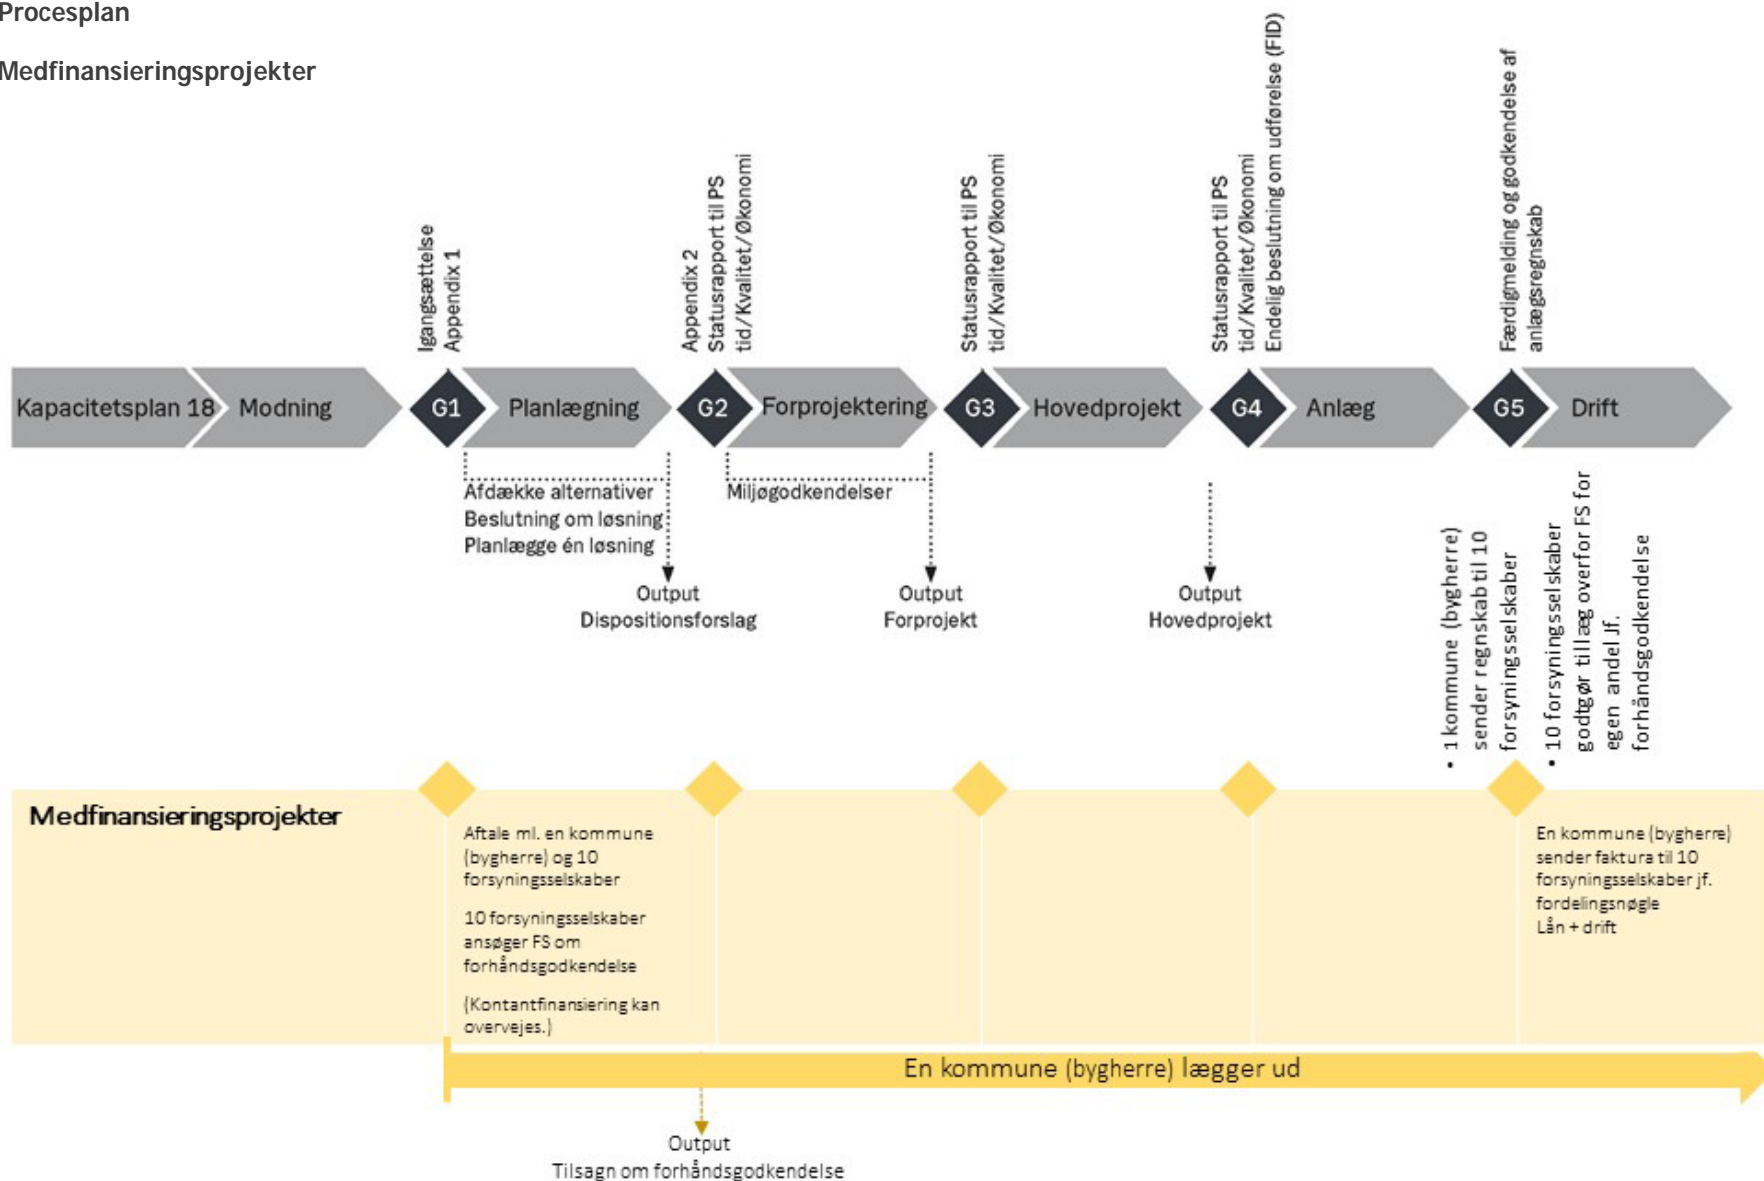 Procesplan
Medfinansieringsprojekter
Igangsættelse
Appendix 1
Appendix 2
Statusrapport til PS
tid/Kvalitet/Økonomi
Statusrapport til PS
tid/Kvalitet/Økonomi
Statusrapport til PS
tid/Kvalitet/Økonomi
Endelig beslutning om udførelse (FID)
Færdigmelding og godkendelse af
anlægsregnskab
Kapacitetsplan 18
Modning
G1
Planlægning
G2
Forprojektering
G3
Hovedprojekt
G4
Anlæg
G5
Drift
Afdække alternativer
Beslutning om løsning
Planlægge én løsning
Miljøgodkendelser
Output
Dispositionsforslag
Output
Forprojekt
Output
Hovedprojekt
• 1 kommune (bygherre)
sender regnskab til 10
forsyningsselskaber
• 10 forsyningsselskaber
godtgør tillæg overfor FS for
egen andel Jf.
forhåndsgodkendelse
Medfinansieringsprojekter
Aftale ml. en kommune
(bygherre) og 10
forsyningsselskaber
10 forsyningsselskaber
ansøger FS om
forhåndsgodkendelse
(Kontantfinansiering kan
overvejes.)
En kommune (bygherre)
sender faktura til 10
forsyningsselskaber jf.
fordelingsnøgle
Lån + drift
En kommune (bygherre) lægger ud
Output
Tilsagn om forhåndsgodkendelse